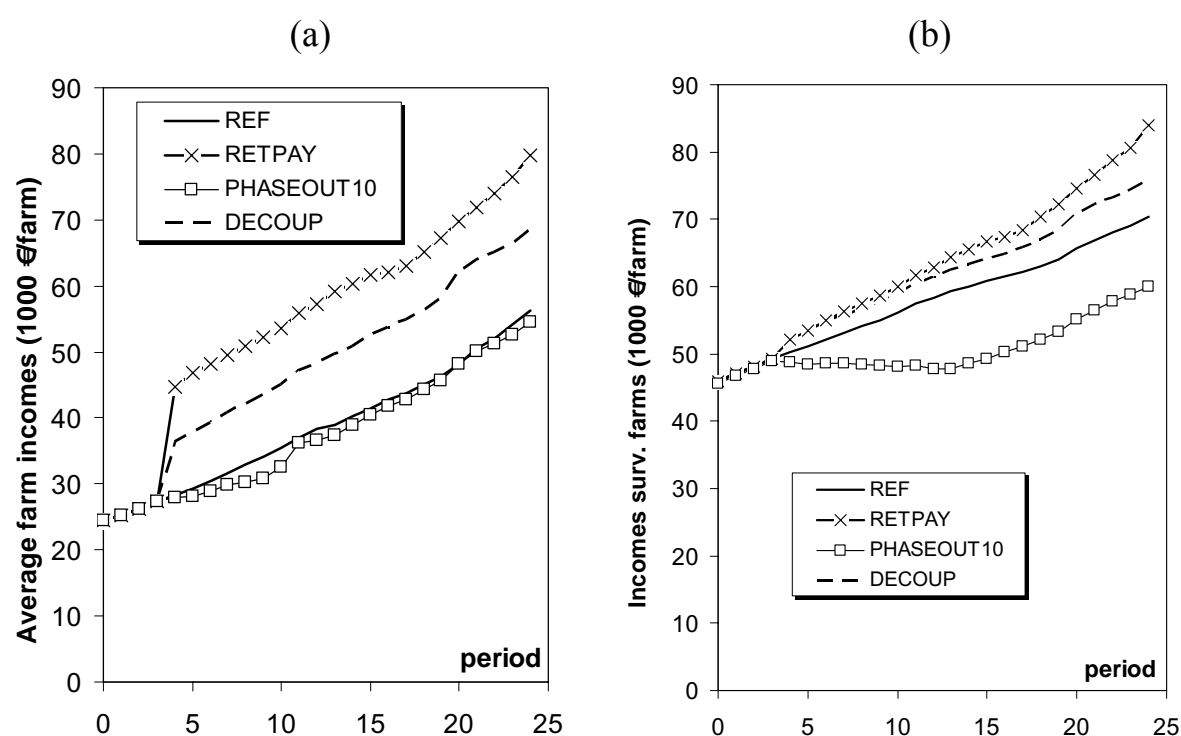 (a)
Average farm incomes (1000 €/farm)
90
80
70
60
50
40
30
20
10
0
REF
RETPAY
PHASEOUT10
DECOUP
period
0 5 10 15 20 25
(b)
Incomes surv. farms (1000 €/farm)
90
80
70
60
50
40
30
20
10
0
REF
RETPAY
PHASEOUT10
DECOUP
period
0 5 10 15 20 25